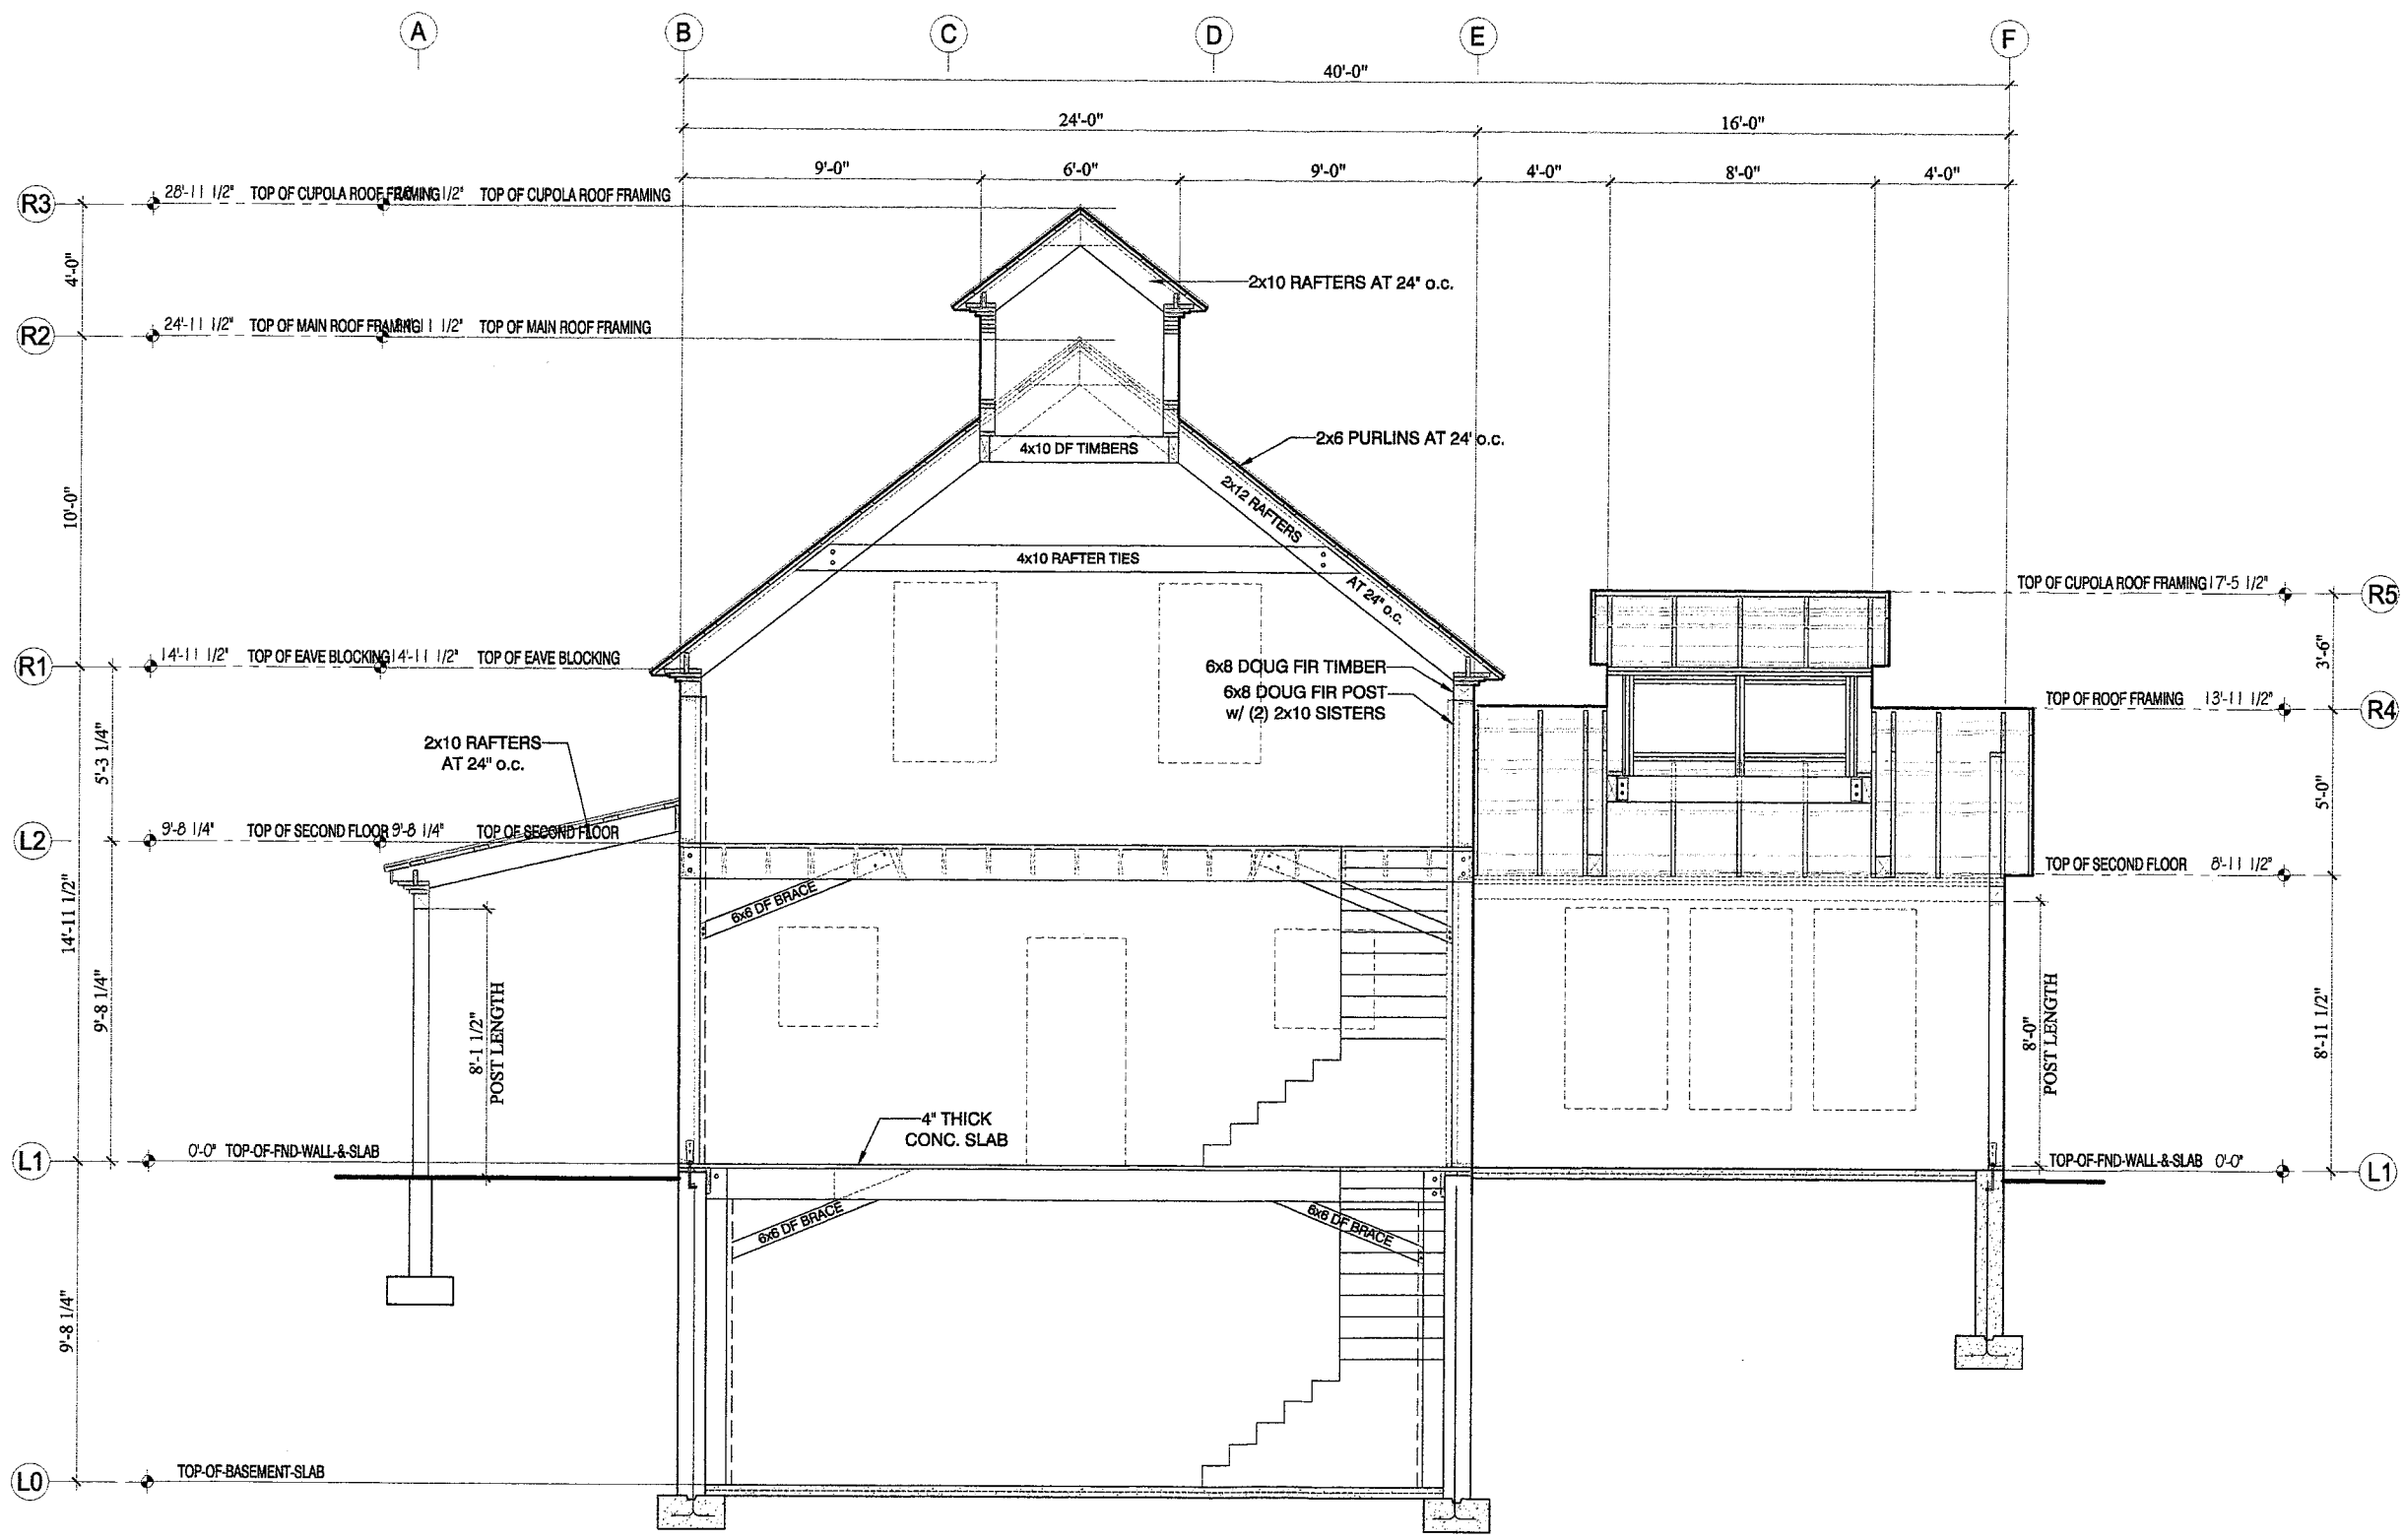 A
B
C
D
E
F
40'-0"
24'-0"
16'-0"
9'-0"
6'-0"
9'-0"
4'-0"
8'-0"
4'-0"
R3
28'-11 1/2" TOP OF CUPOLA ROOF FRAMING
1/2" TOP OF CUPOLA ROOF FRAMING
4'-0"
2x10 RAFTERS AT 24" o.c.
R2
24'-11 1/2" TOP OF MAIN ROOF FRAMING
1/2" TOP OF MAIN ROOF FRAMING
10'-0"
4x10 DF TIMBERS
2x6 PURLINS AT 24' o.c.
2x12 RAFTERS
AT 24" o.c.
4x10 RAFTER TIES
TOP OF CUPOLA ROOF FRAMING 17'-5 1/2"
R5
3'-6"
R1
14'-11 1/2" TOP OF EAVE BLOCKING
14'-11 1/2" TOP OF EAVE BLOCKING
6x8 DOUG FIR TIMBER
6x8 DOUG FIR POST
w/ (2) 2x10 SISTERS
TOP OF ROOF FRAMING 13'-11 1/2"
R4
5'-3 1/4"
2x10 RAFTERS
AT 24" o.c.
5'-0"
L2
9'-8 1/4" TOP OF SECOND FLOOR
9'-8 1/4" TOP OF SECOND FLOOR
TOP OF SECOND FLOOR 8'-11 1/2"
6x6 DF BRACE
14'-11 1/2"
9'-8 1/4"
8'-1 1/2"
POST LENGTH
8'-0"
POST LENGTH
8'-11 1/2"
4" THICK
CONC. SLAB
L1
0'-0" TOP-OF-FND-WALL-&-SLAB
TOP-OF-FND-WALL-&-SLAB 0'-0"
L1
6x6 DF BRACE
6x6 DF BRACE
9'-8 1/4"
L0
TOP-OF-BASEMENT-SLAB